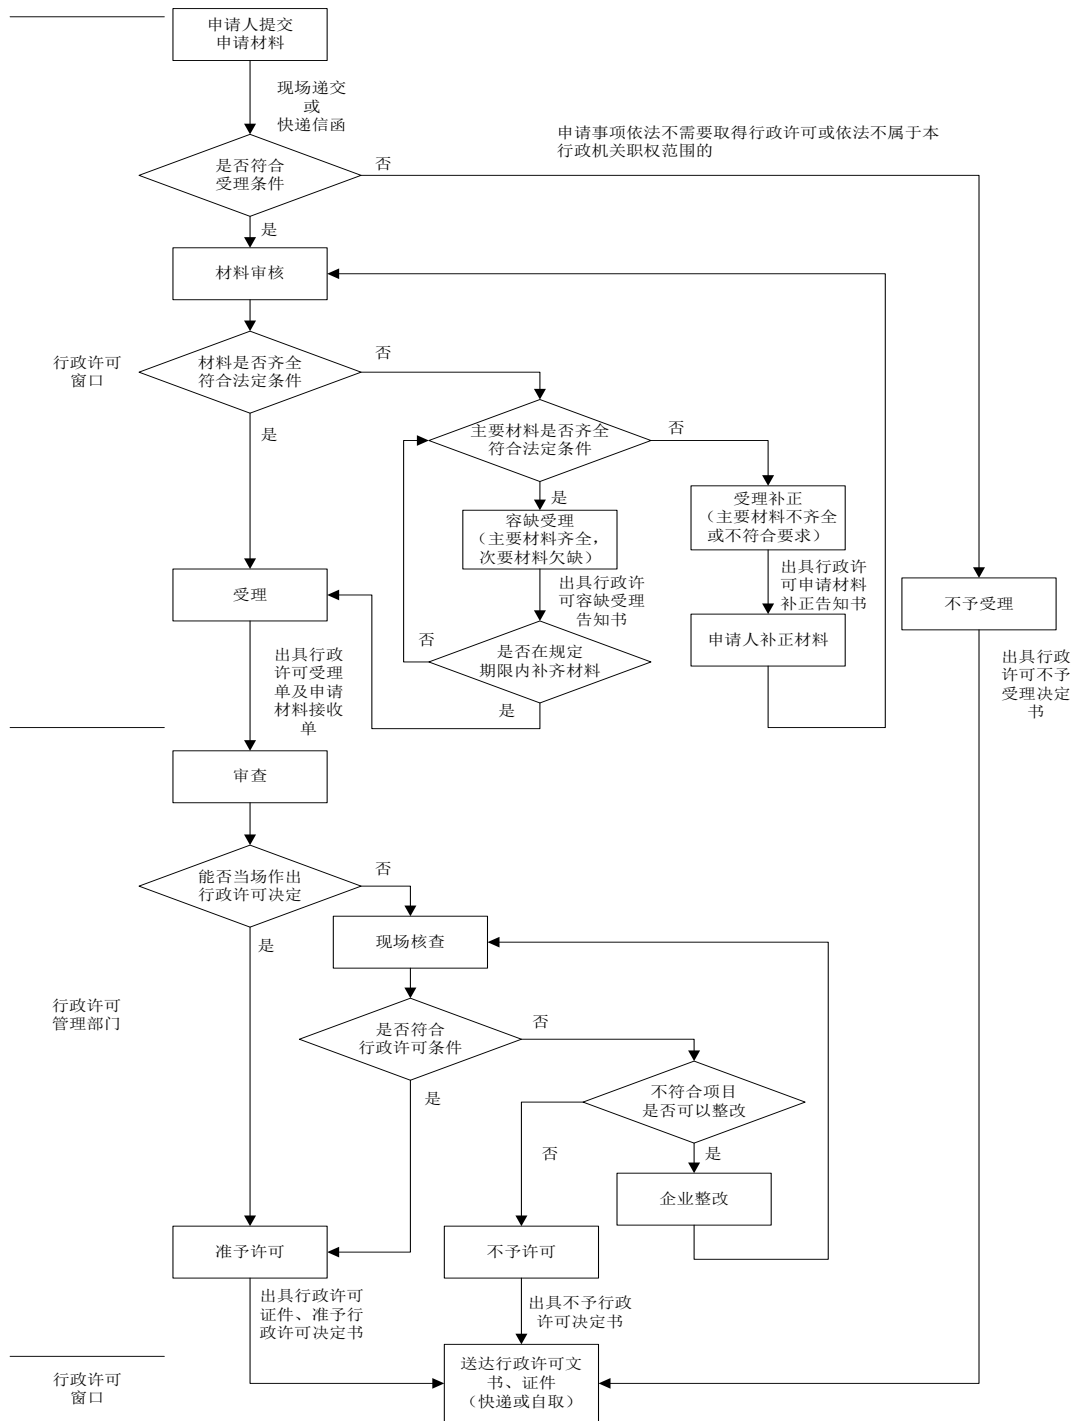 申请人提交
申请材料
现场递交
或
快递信函
申请事项依法不需要取得行政许可或依法不属于本
行政机关职权范围的
是否符合
受理条件
否
是
材料审核
行政许可
窗口
材料是否齐全
符合法定条件
否
是
主要材料是否齐全
符合法定条件
否
是
容缺受理
（主要材料齐全，
次要材料欠缺）
受理补正
（主要材料不齐全
或不符合要求）
出具行政许
可容缺受理
告知书
出具行政许
可申请材料
补正告知书
受理
不予受理
否
是否在规定
期限内补齐材料
是
申请人补正材料
出具行政
许可受理
单及申请
材料接收
单
出具行政
许可不予
受理决定
书
审查
能否当场作出
行政许可决定
否
是
现场核查
行政许可
管理部门
是否符合
行政许可条件
否
是
不符合项目
是否可以整改
否
是
企业整改
准予许可
不予许可
出具行政许可
证件、准予行
政许可决定书
出具不予行政
许可决定书
行政许可
窗口
送达行政许可文
书、证件
（快递或自取）